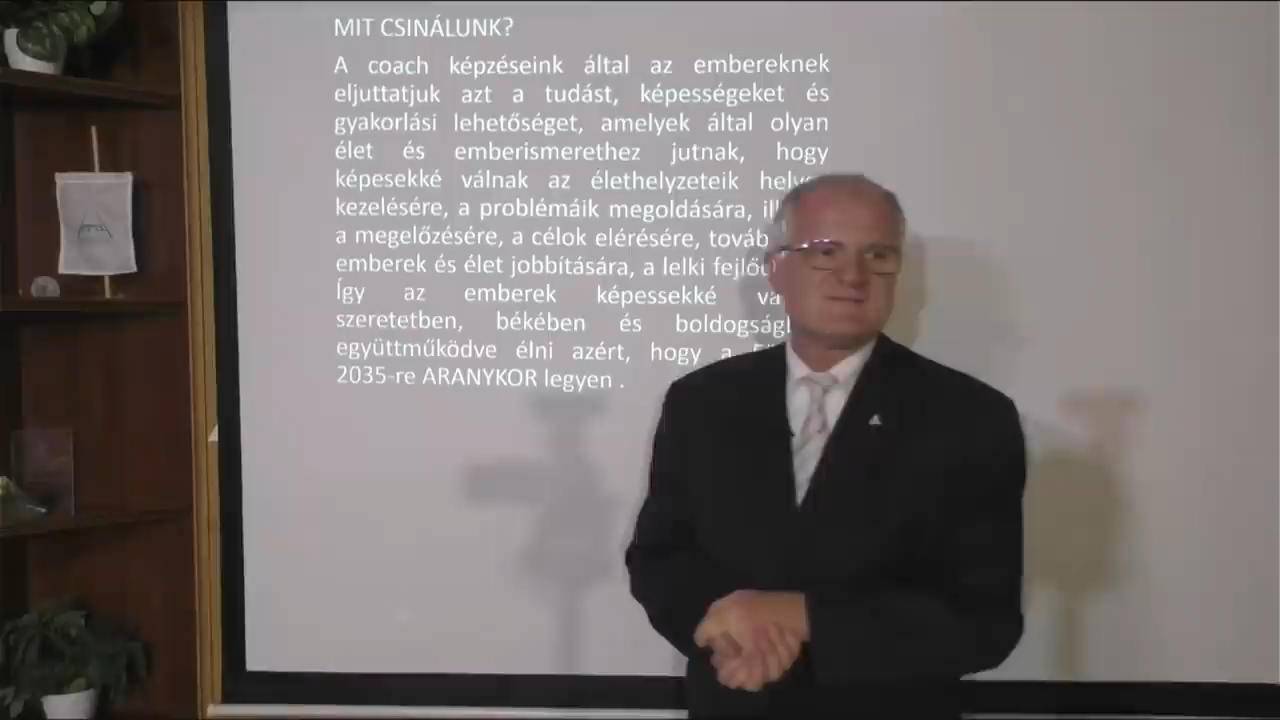 MIT CSINÁLUNK?
A coach képzéseink által az embereknek
eljuttatjuk azt a tudást, képességeket és
gyakorlási lehetőséget, amelyek által olyan
élet és emberismerethez jutnak, hogy
képesekké válnak az élethelyzeteik
kezelésére, a problémáik megoldására,
a megelőzésére, a célok elérésére,
emberek és élet jobbítására, a lelki
Így az emberek képessekké
szeretetben, békében és
együttműködve élni azért, hogy a
2035-re ARANYKOR legyen .